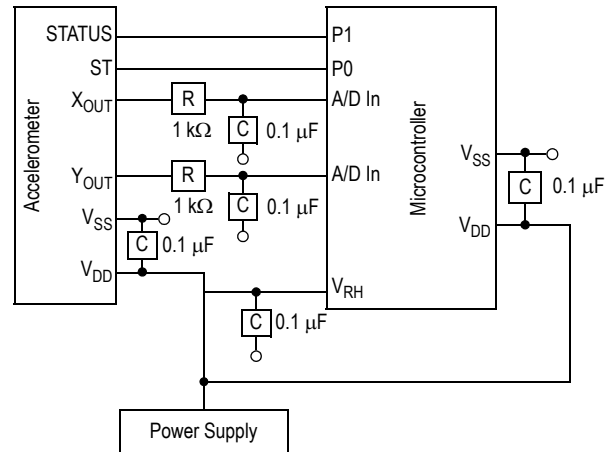 STATUS
ST
X_OUT
Y_OUT
V_SS
V_DD
Accelerometer
R
1 kΩ
C
0.1 μF
R
1 kΩ
C
0.1 μF
C
0.1 μF
P1
P0
A/D In
A/D In
V_RH
Microcontroller
V_SS
V_DD
C
0.1 μF
C
0.1 μF
Power Supply